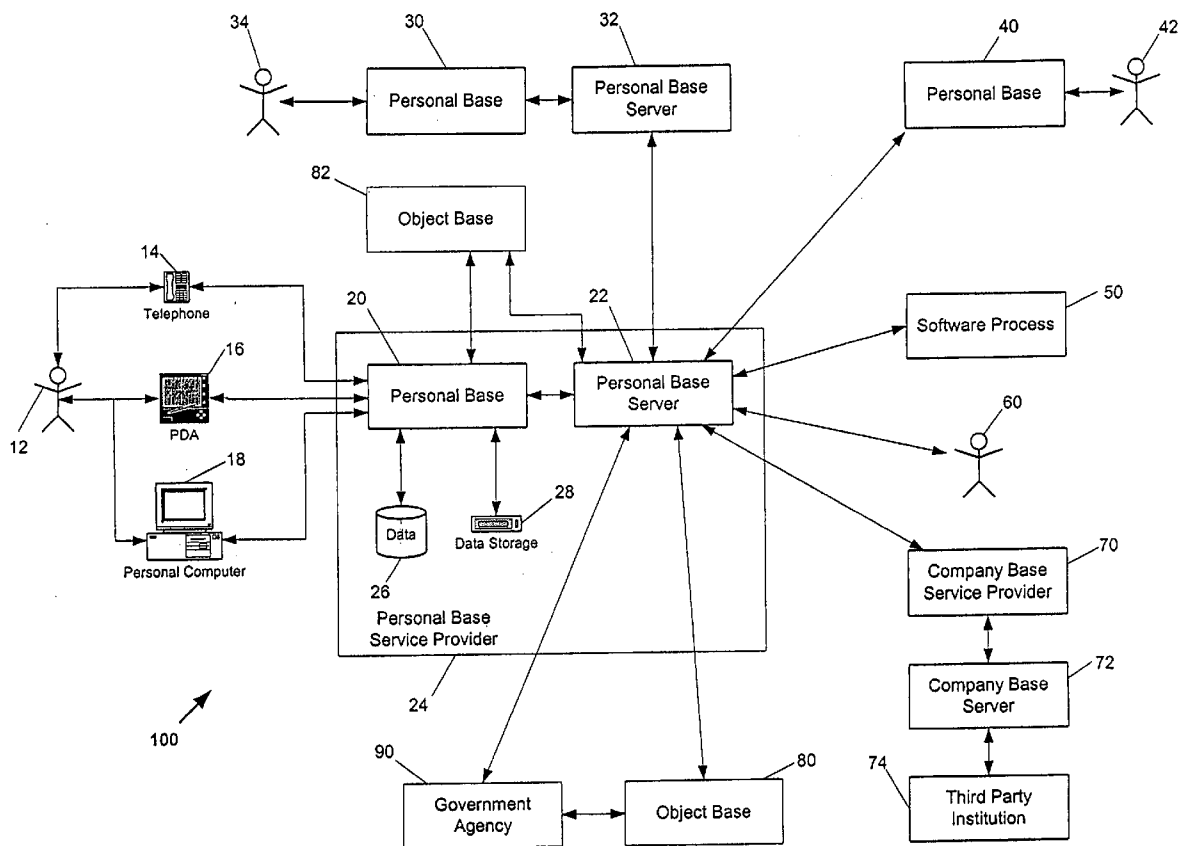 34
30
32
40
42
Personal Base
Personal Base
Server
Personal Base
82
Object Base
14
Telephone
20
22
50
Software Process
16
PDA
12
Personal Base
Personal Base
Server
60
18
Personal Computer
Data
26
28
Data Storage
Personal Base
Service Provider
24
70
Company Base
Service Provider
72
Company Base
Server
100
90
Government
Agency
80
Object Base
74
Third Party
Institution